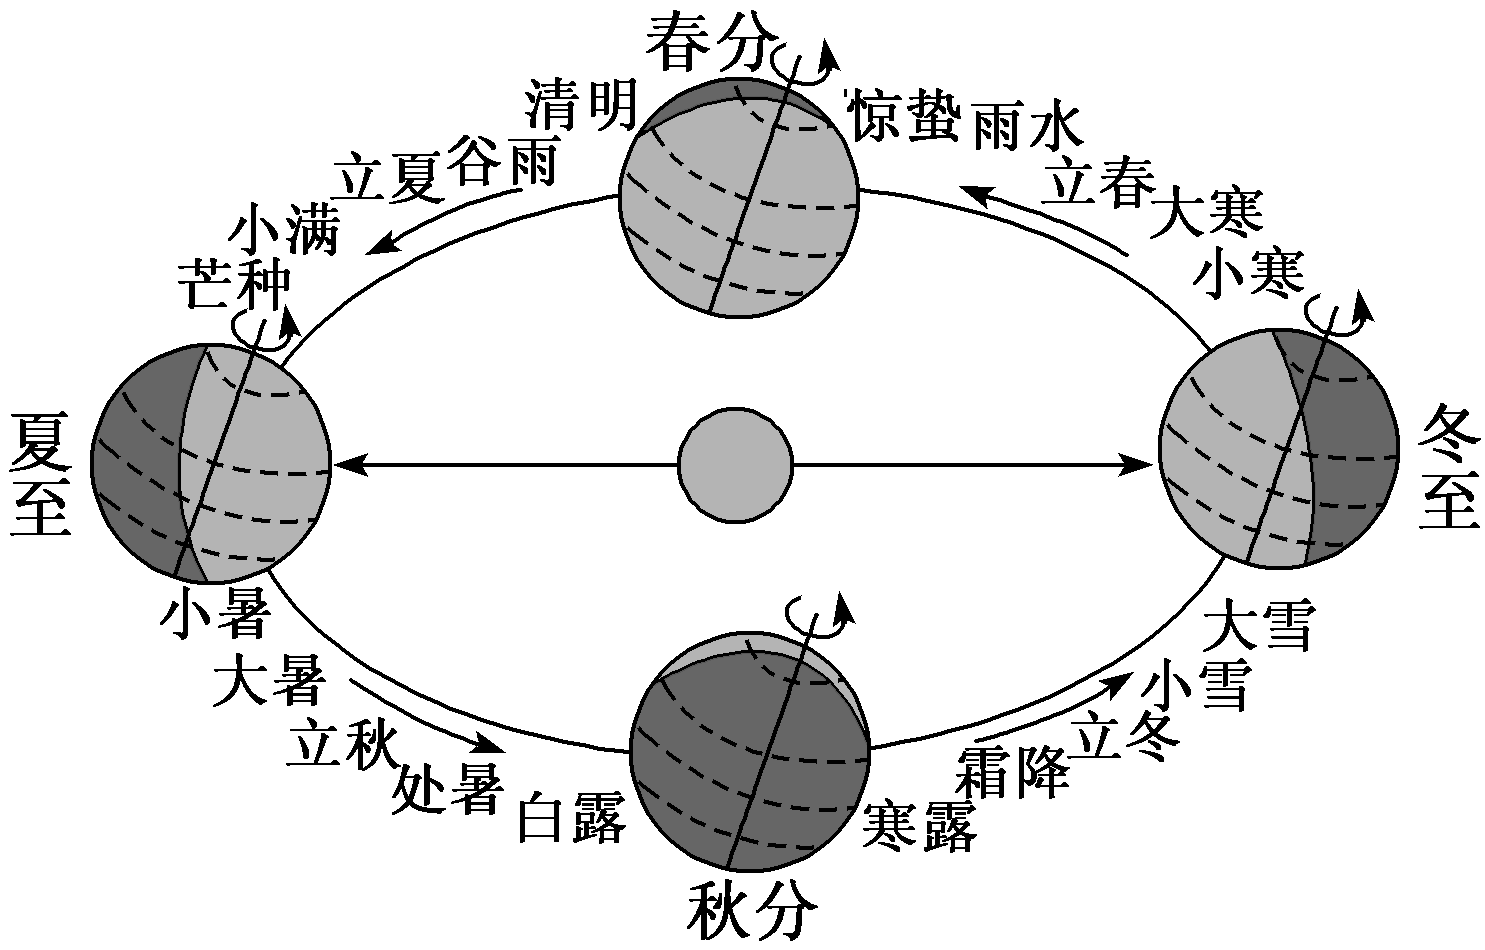 春分
清明
惊蛰
雨水
谷雨
立夏
立春
大寒
小满
小寒
芒种
夏至
冬至
小暑
大雪
大暑
小雪
立秋
立冬
处暑
霜降
白露
寒露
秋分